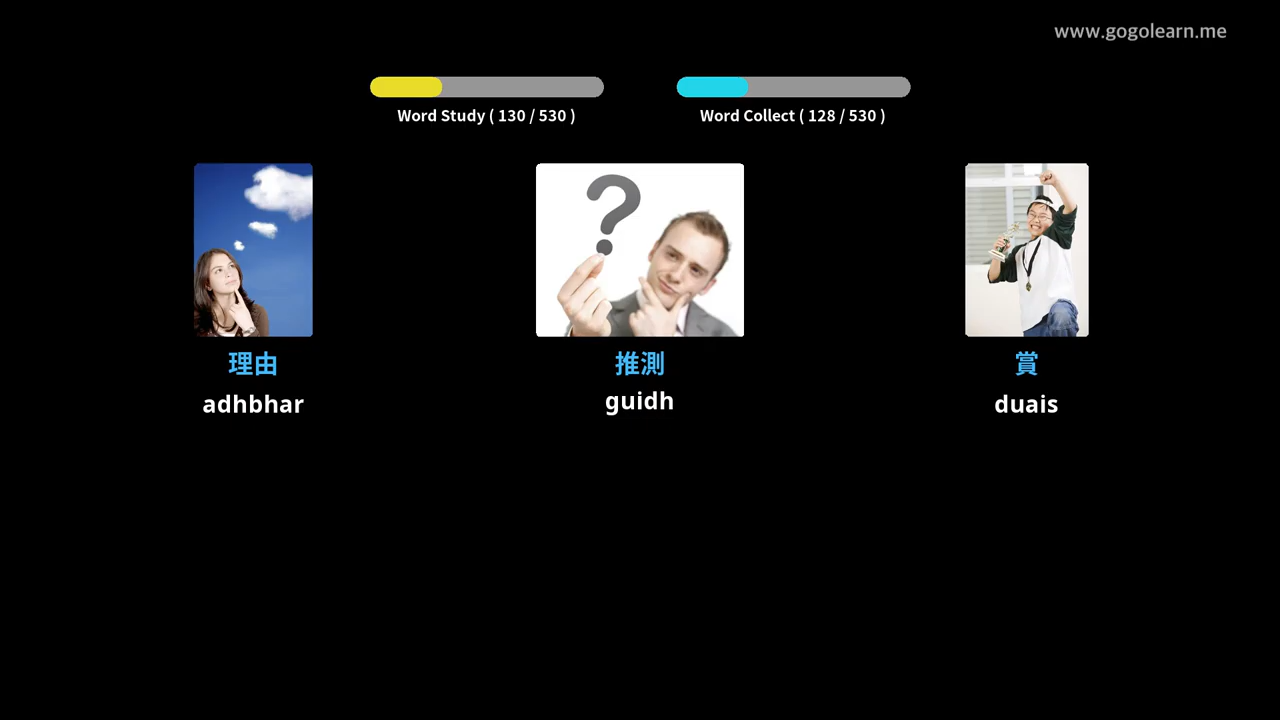 www.gogolearn.me
Word Study ( 130 / 530 )
Word Collect ( 128 / 530 )
理由
adhbhar
推測
guidh
賞
duais